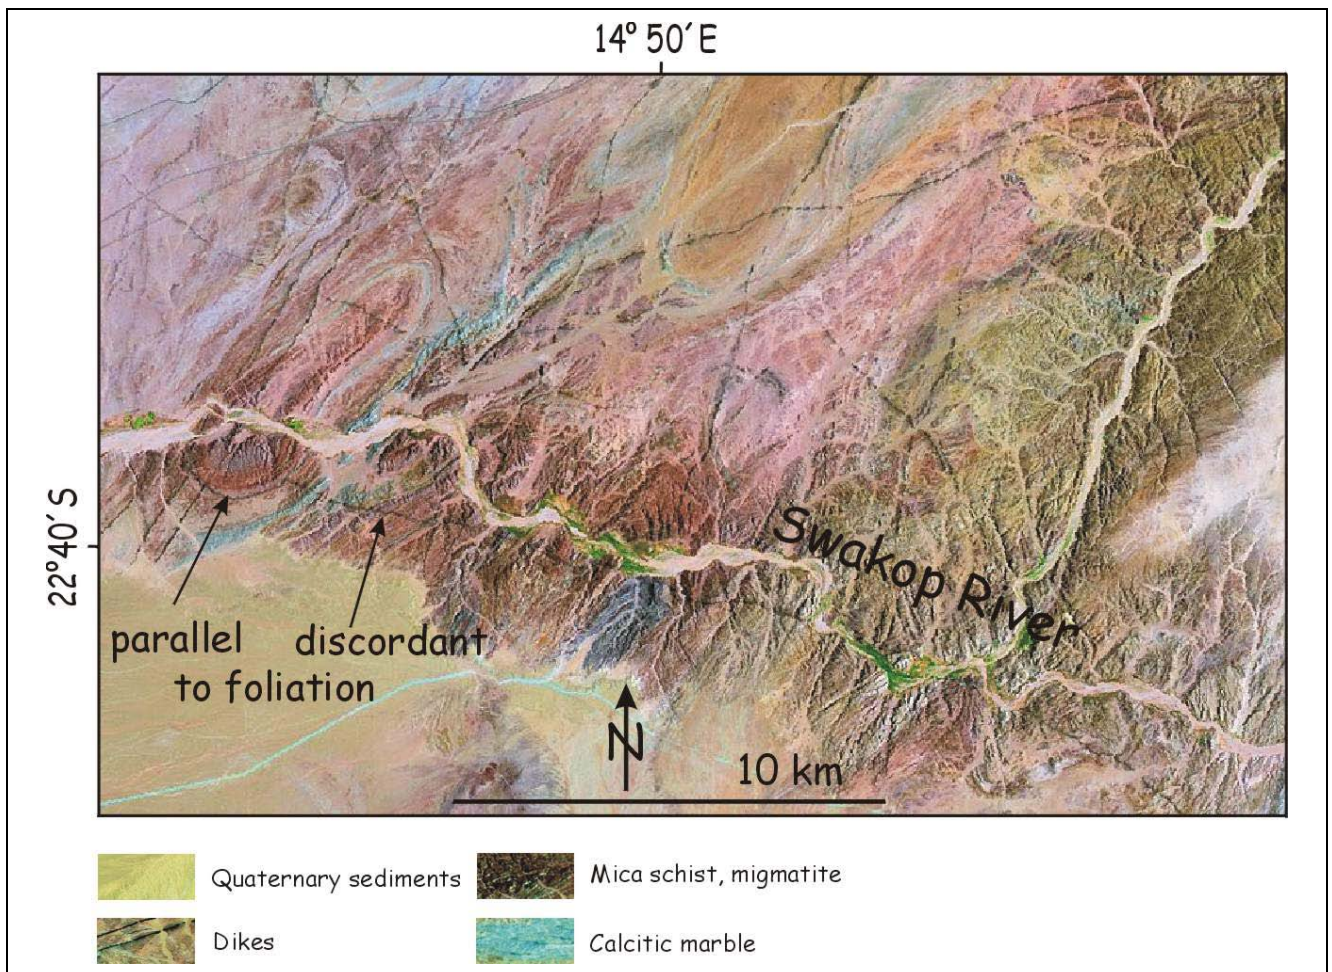 14° 50´ E
22°40´ S
Swakop River
parallel discordant
to foliation
N
10 km
Quaternary sediments
Mica schist, migmatite
Dikes
Calcitic marble